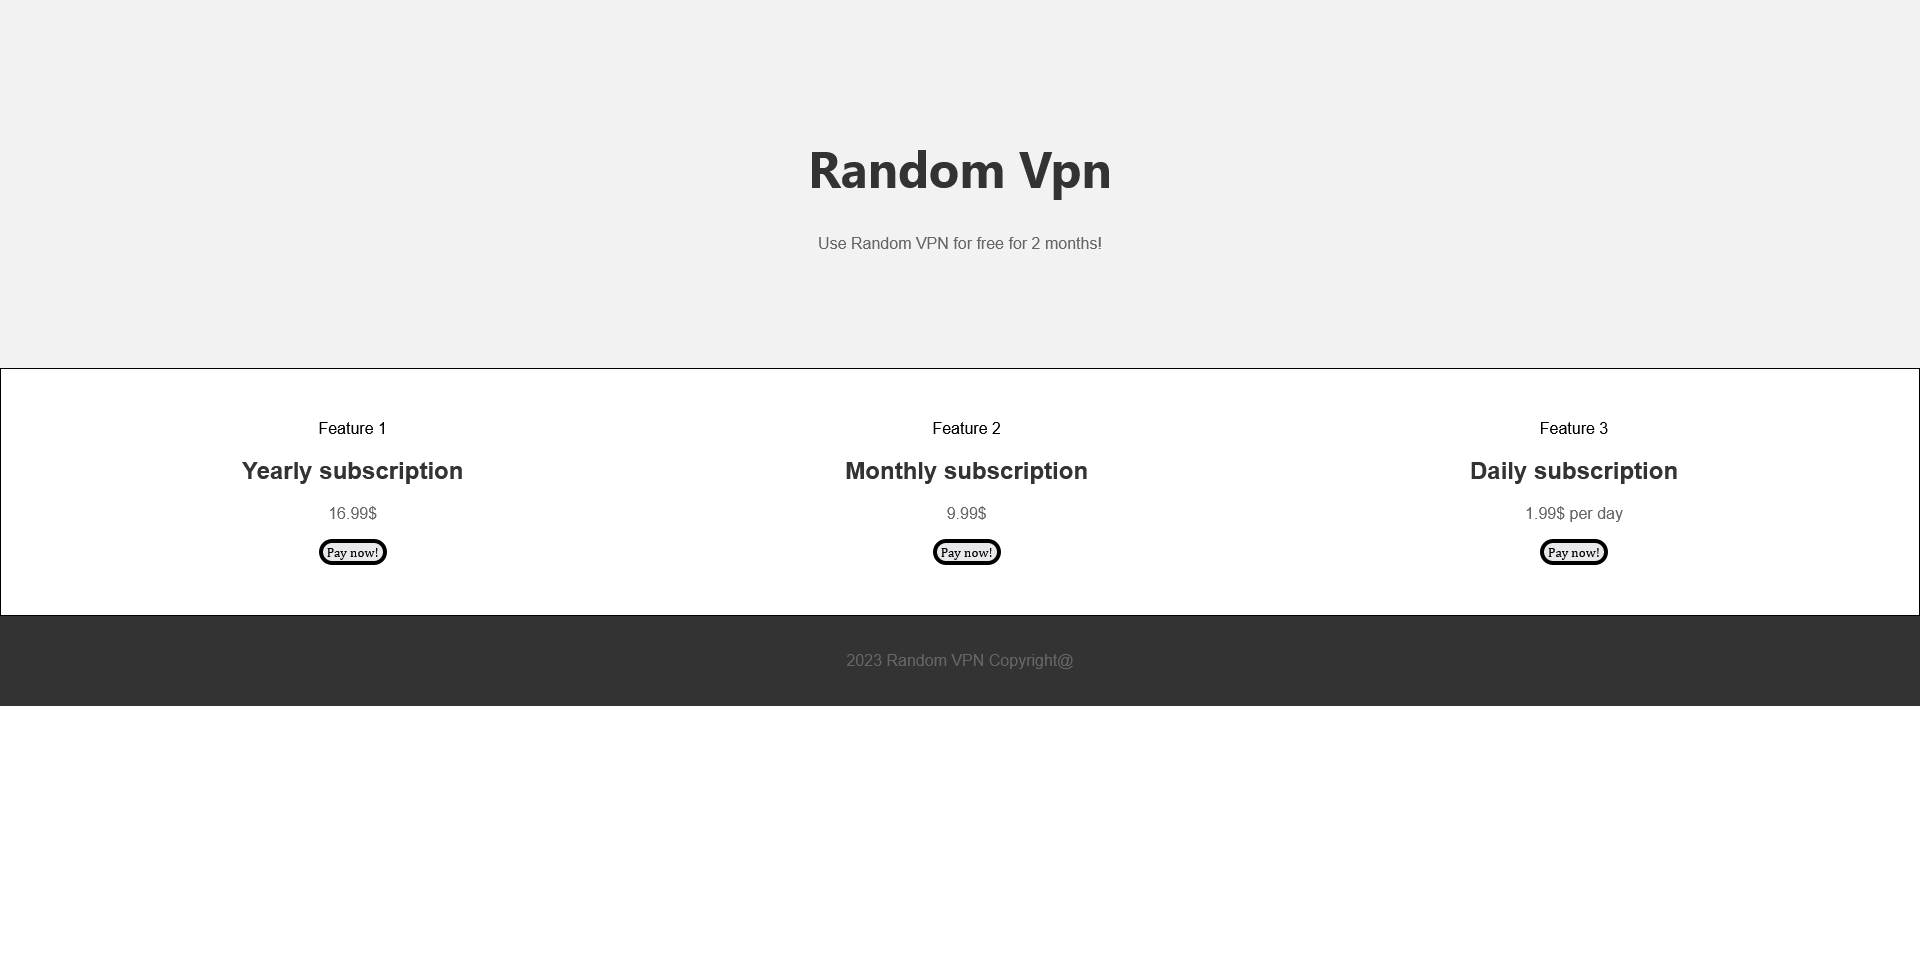 Random Vpn
Use Random VPN for free for 2 months!
Feature 1
Yearly subscription
16.99$
Pay now!
Feature 2
Monthly subscription
9.99$
Pay now!
Feature 3
Daily subscription
1.99$ per day
Pay now!
2023 Random VPN Copyright@